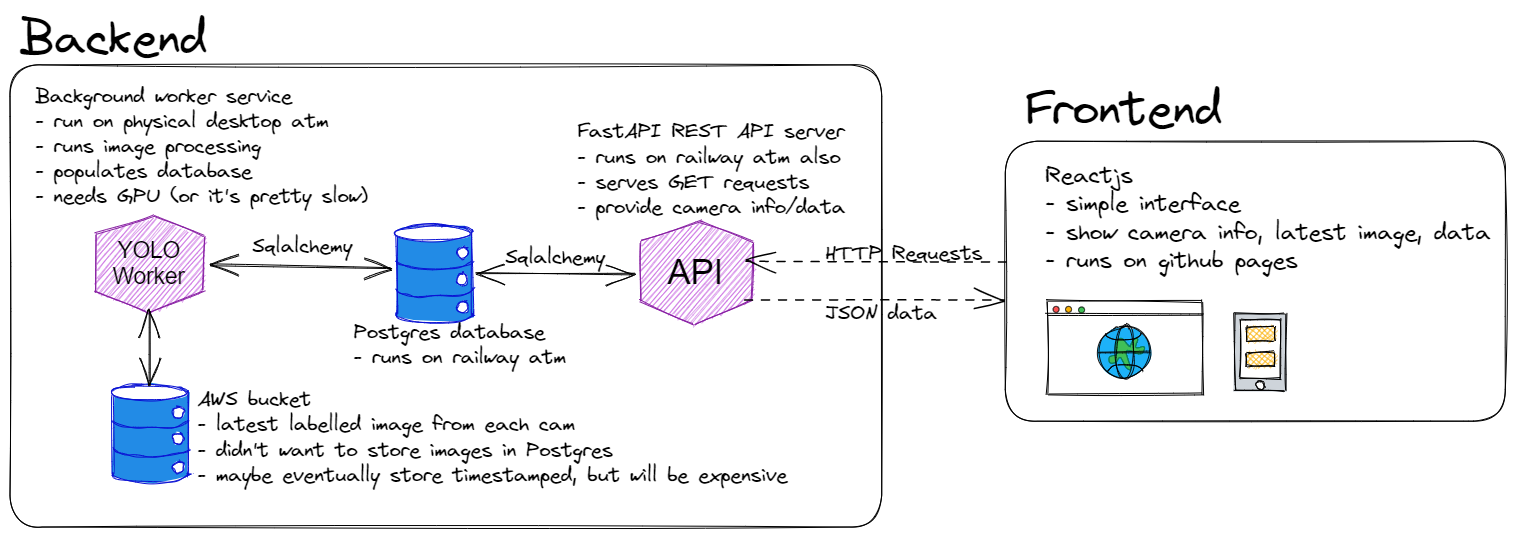 Backend
Background worker service
- run on physical desktop atm
- runs image processing
- populates database
- needs GPU (or it's pretty slow)
YOLO
Worker
Sqlalchemy
Postgres database
- runs on railway atm
Sqlalchemy
FastAPI REST API server
- runs on railway atm also
- serves GET requests
- provide camera info/data
API
HTTP Requests
JSON data
AWS bucket
- latest labelled image from each cam
- didn't want to store images in Postgres
- maybe eventually store timestamped, but will be expensive
Frontend
Reactjs
- simple interface
- show camera info, latest image, data
- runs on github pages